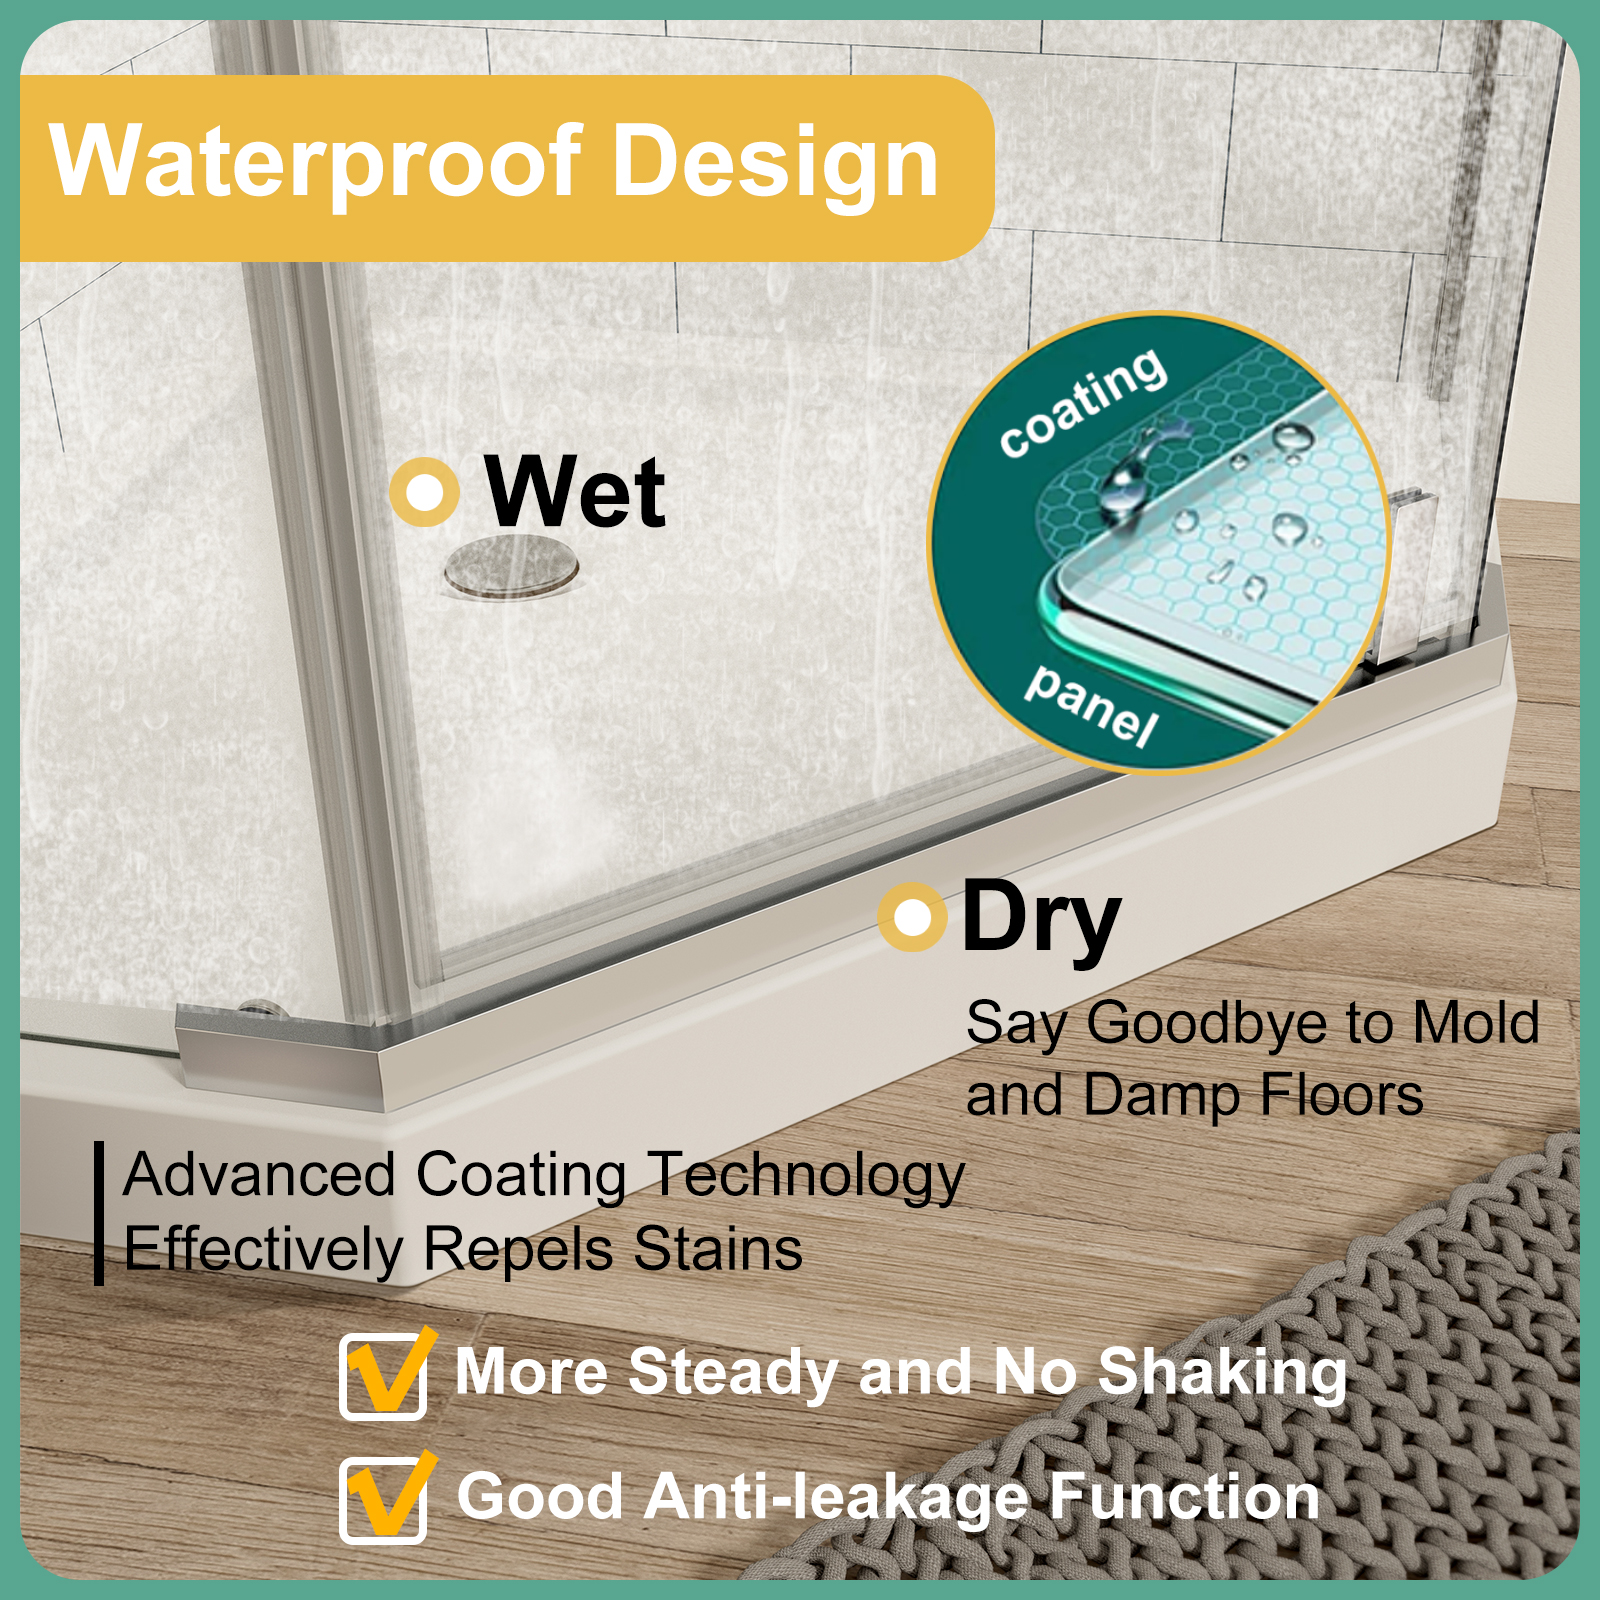 Waterproof Design
coating
Wet
panel
Dry
Say Goodbye to Mold
and Damp Floors
Advanced Coating Technology
Effectively Repels Stains
More Steady and No Shaking
Good Anti-leakage Function